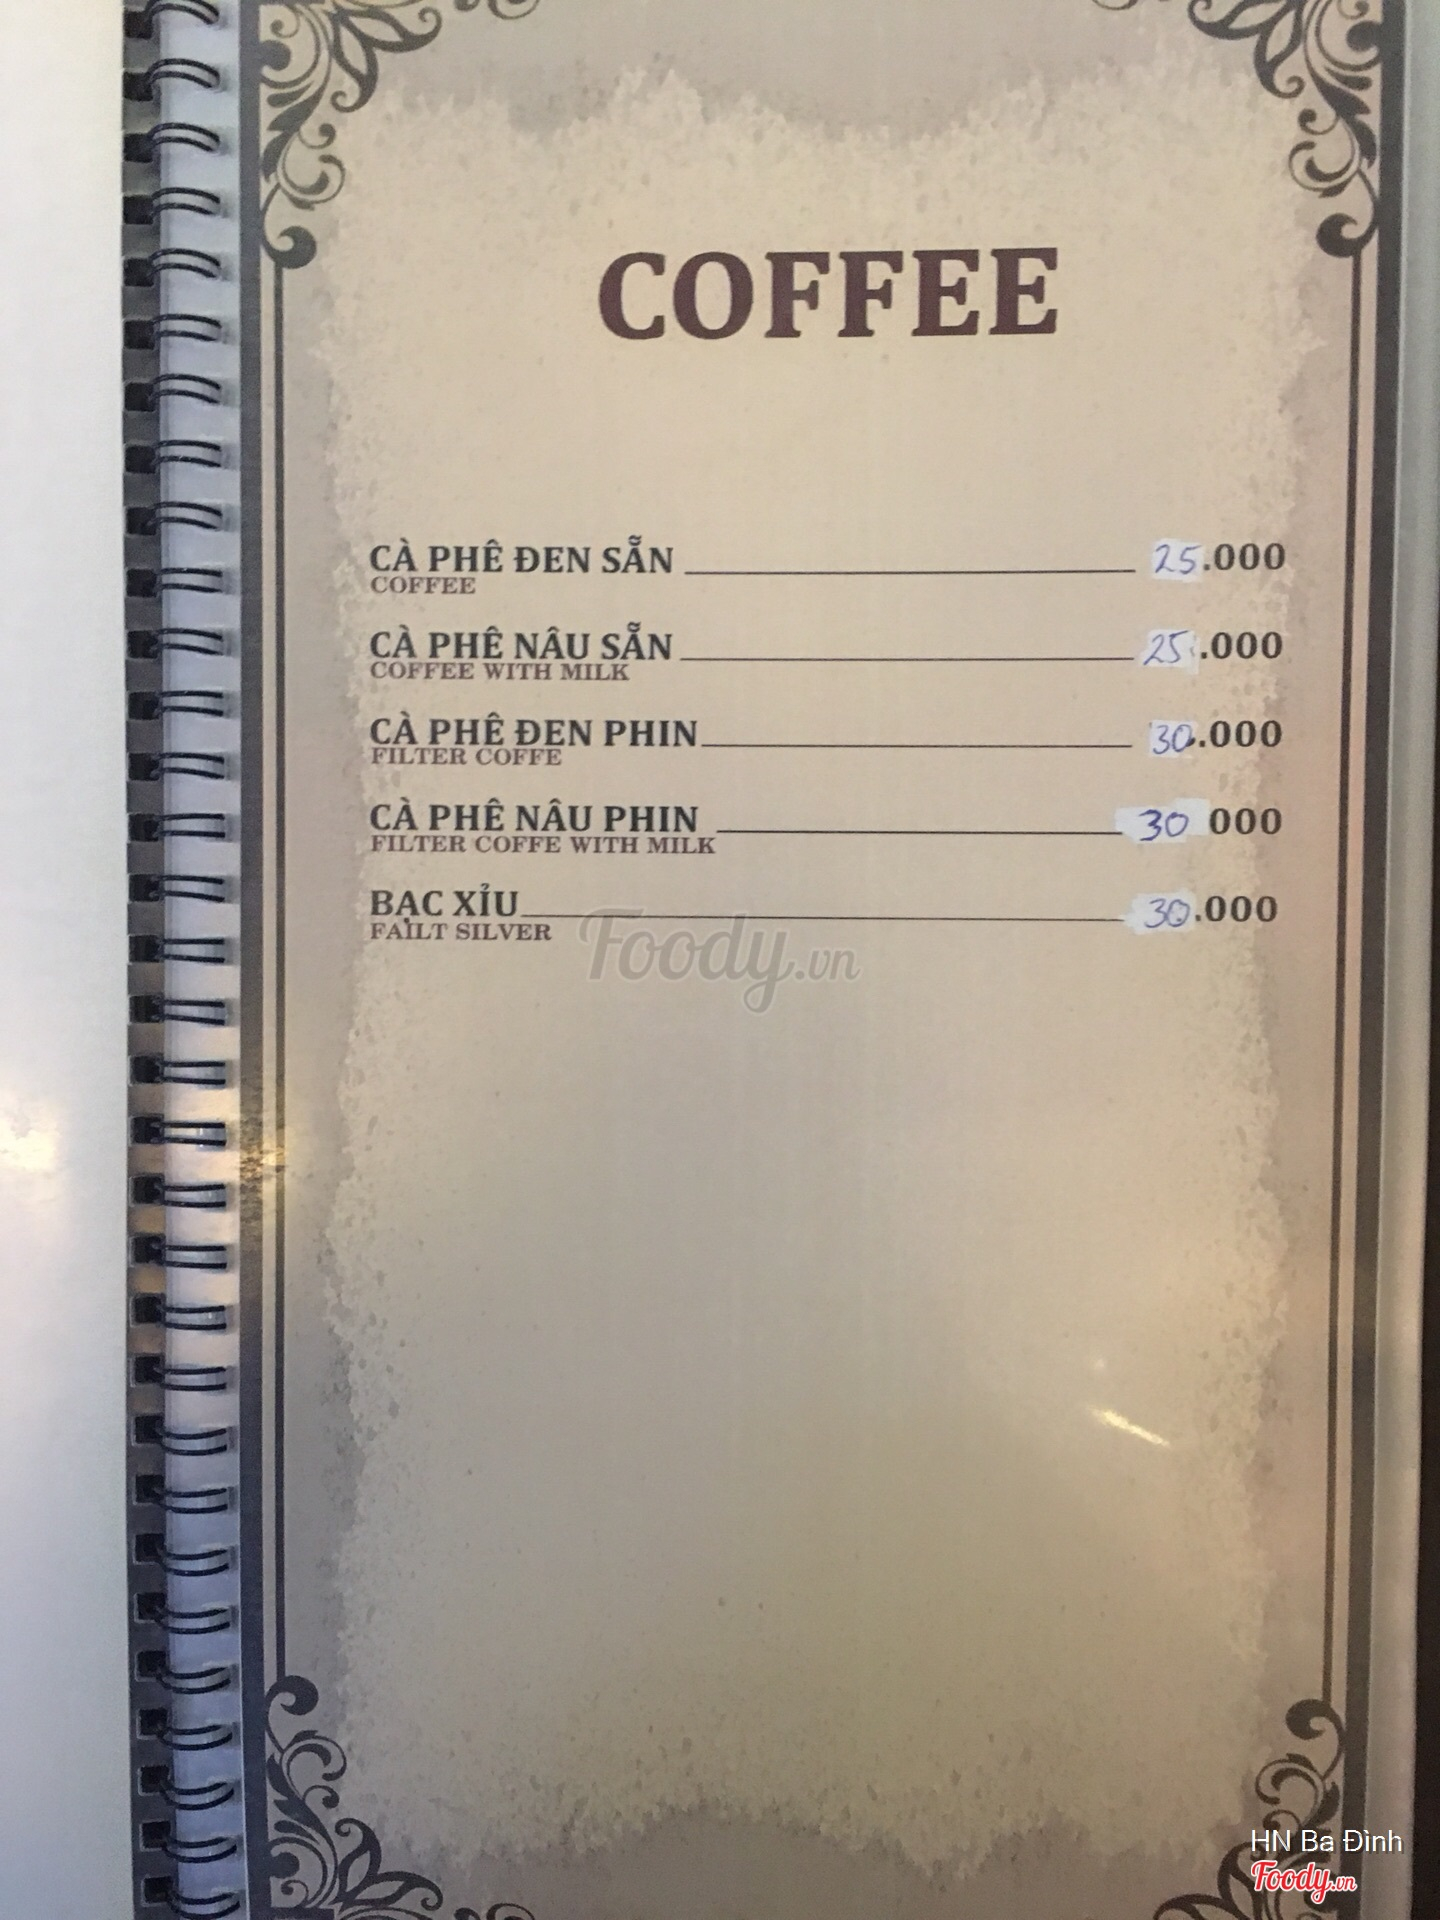 COFFEE
CÀ PHÊ ĐEN SẴN 25.000
COFFEE
CÀ PHÊ NÂU SẴN 25.000
COFFEE WITH MILK
CÀ PHÊ ĐEN PHIN 30.000
FILTER COFFE
CÀ PHÊ NÂU PHIN 30 000
FILTER COFFE WITH MILK
BẠC XỈU 30.000
FAILT SILVER
Foody.vn
HN Ba Đình
Foody.vn